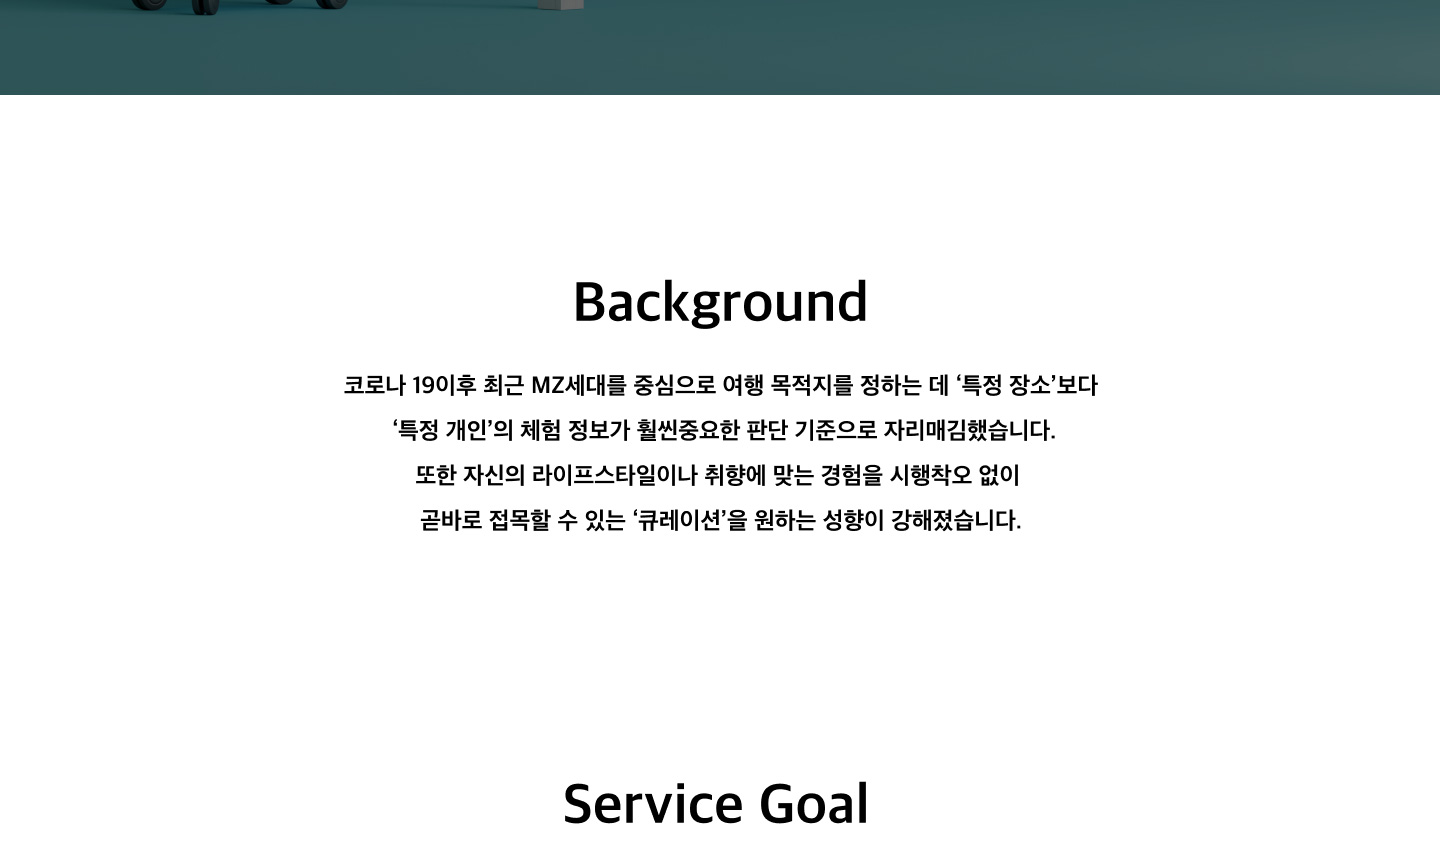 Background
코로나 19이후 최근 MZ세대를 중심으로 여행 목적지를 정하는 데 ‘특정 장소’보다
‘특정 개인’의 체험 정보가 훨씬중요한 판단 기준으로 자리매김했습니다.
또한 자신의 라이프스타일이나 취향에 맞는 경험을 시행착오 없이
곧바로 접목할 수 있는 ‘큐레이션’을 원하는 성향이 강해졌습니다.
Service Goal